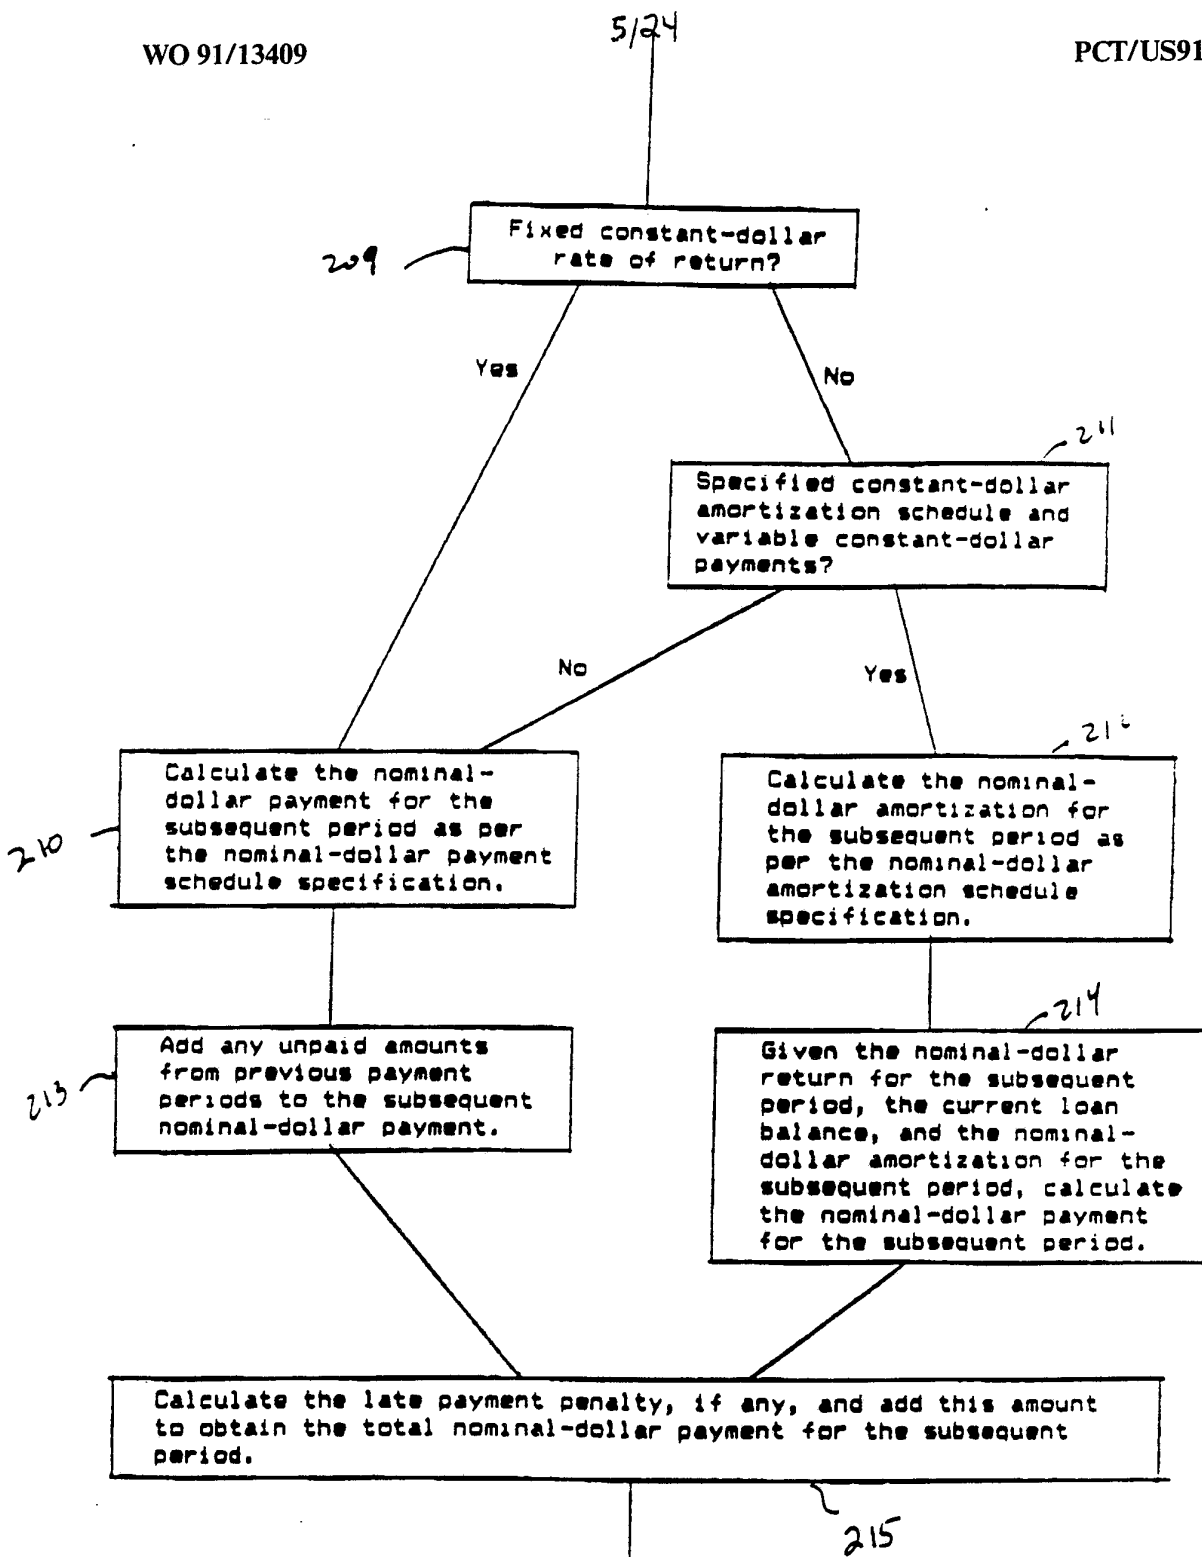 5/24
WO 91/13409
PCT/US91
Fixed constant-dollar
rate of return?
209
Yes
No
211
Specified constant-dollar
amortization schedule and
variable constant-dollar
payments?
No
Yes
Calculate the nominal-
dollar payment for the
subsequent period as per
the nominal-dollar payment
schedule specification.
210
Calculate the nominal-
dollar amortization for
the subsequent period as
per the nominal-dollar
amortization schedule
specification.
Add any unpaid amounts
from previous payment
periods to the subsequent
nominal-dollar payment.
213
214
Given the nominal-dollar
return for the subsequent
period, the current loan
balance, and the nominal-
dollar amortization for the
subsequent period, calculate
the nominal-dollar payment
for the subsequent period.
Calculate the late payment penalty, if any, and add this amount
to obtain the total nominal-dollar payment for the subsequent
period.
215